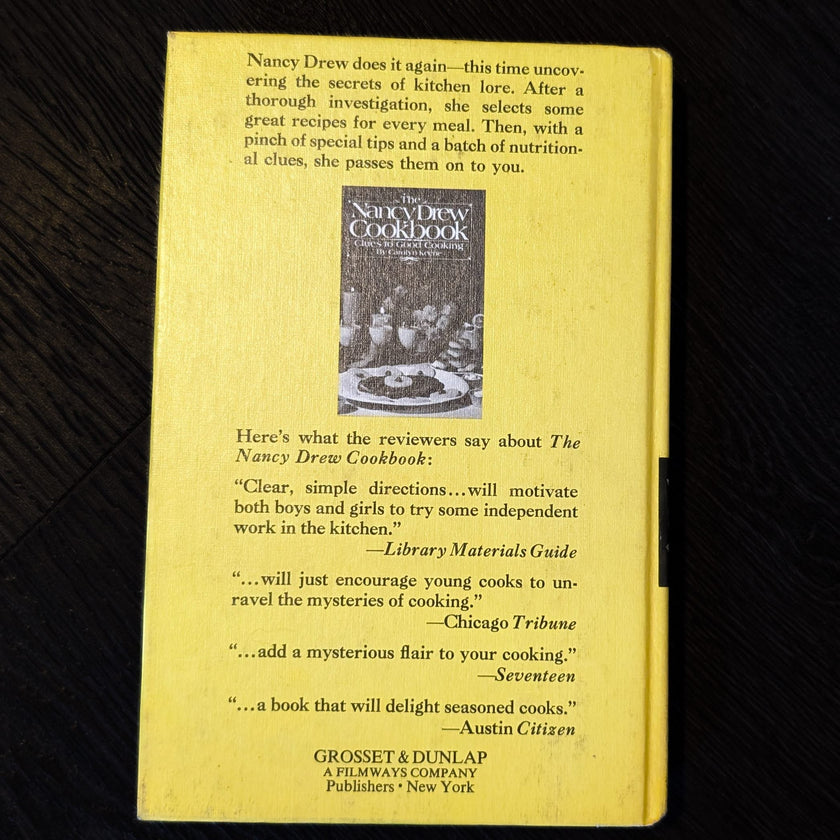 Nancy Drew does it again—this time uncov-
ering the secrets of kitchen lore. After a
thorough investigation, she selects some
great recipes for every meal. Then, with a
pinch of special tips and a batch of nutrition-
al clues, she passes them on to you.
The
Nancy Drew
Cookbook
Clues to Good Cooking
By Carolyn Keene
Here's what the reviewers say about The
Nancy Drew Cookbook:
“Clear, simple directions...will motivate
both boys and girls to try some independent
work in the kitchen.”
—Library Materials Guide
“...will just encourage young cooks to un-
ravel the mysteries of cooking.”
—Chicago Tribune
“...add a mysterious flair to your cooking.”
—Seventeen
“...a book that will delight seasoned cooks.”
—Austin Citizen
GROSSET & DUNLAP
A FILMWAYS COMPANY
Publishers • New York